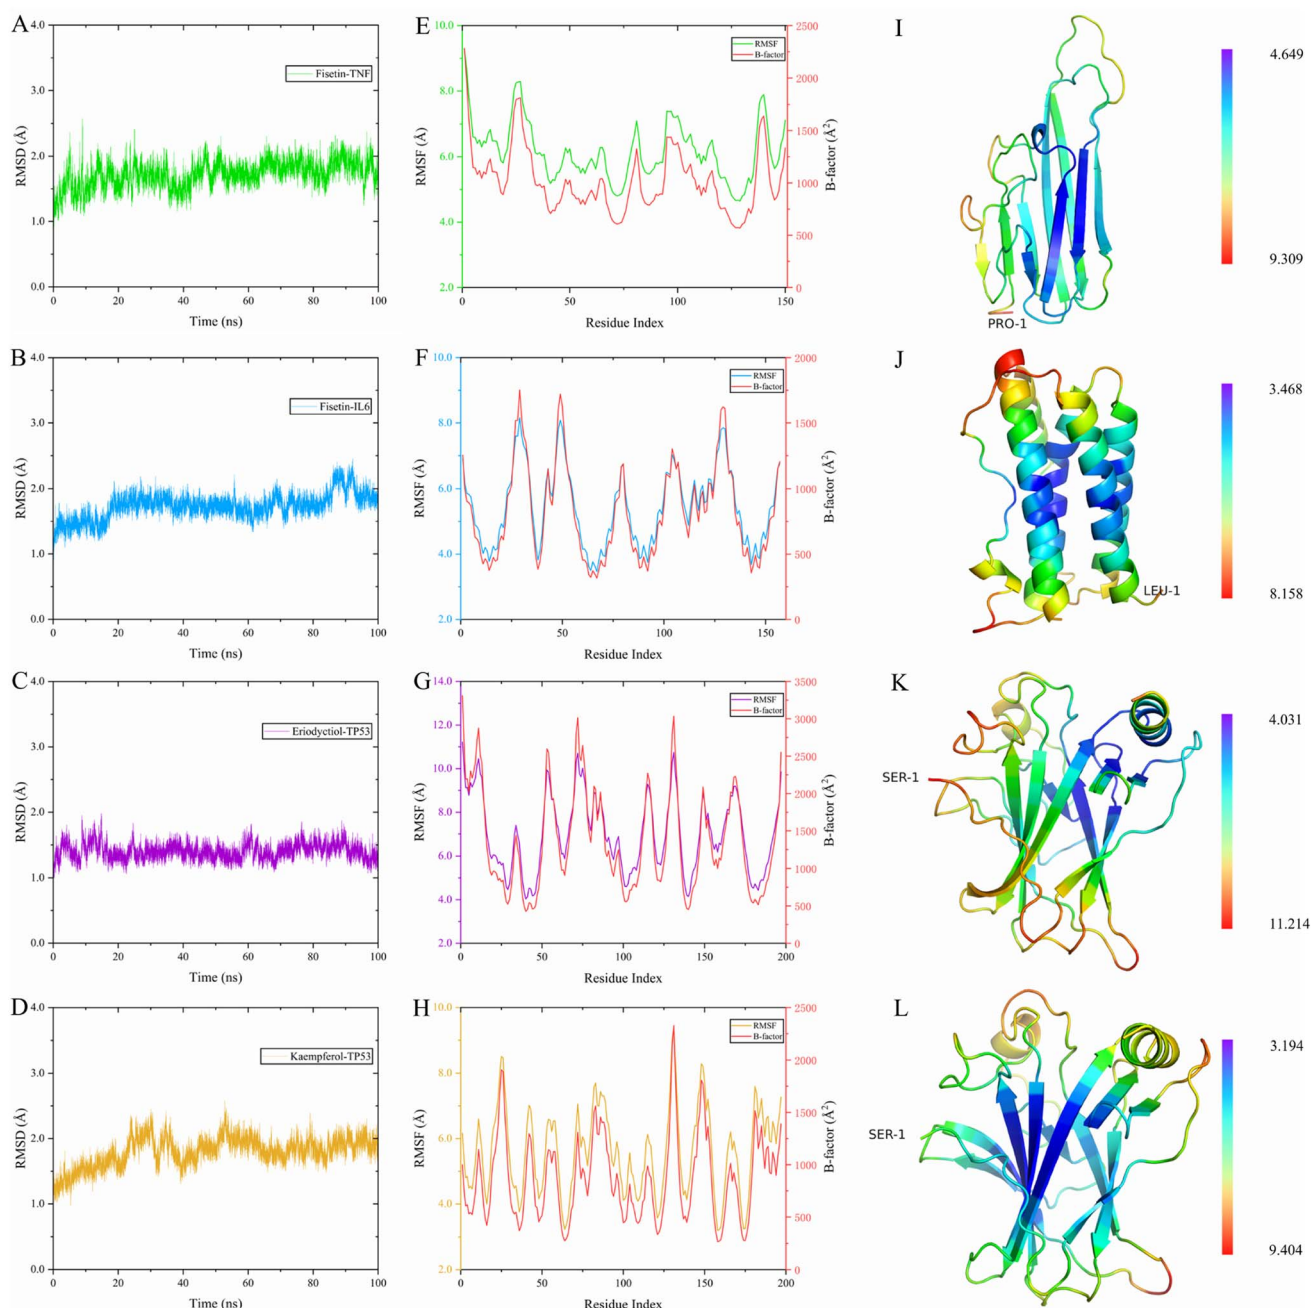 A
4.0
3.0
2.0
1.0
0.0
RMSD (Å)
Fisetin-TNF
0 20 40 60 80 100
Time (ns)
E
10.0
8.0
6.0
4.0
2.0
RMSF (Å)
RMSF
B-factor
2500
2000
1500
1000
500
0
B-factor (Å²)
0 50 100 150
Residue Index
I
4.649
9.309
PRO-1
B
4.0
3.0
2.0
1.0
0.0
RMSD (Å)
Fisetin-IL6
0 20 40 60 80 100
Time (ns)
F
10.0
8.0
6.0
4.0
2.0
RMSF (Å)
RMSF
B-factor
2000
1500
1000
500
0
B-factor (Å²)
0 50 100 150
Residue Index
J
3.468
8.158
LEU-1
C
4.0
3.0
2.0
1.0
0.0
RMSD (Å)
Eriodyctiol-TP53
0 20 40 60 80 100
Time (ns)
G
14.0
12.0
10.0
8.0
6.0
4.0
2.0
RMSF (Å)
RMSF
B-factor
3500
3000
2500
2000
1500
1000
500
0
B-factor (Å²)
0 50 100 150 200
Residue Index
K
4.031
11.214
SER-1
D
4.0
3.0
2.0
1.0
0.0
RMSD (Å)
Kaempferol-TP53
0 20 40 60 80 100
Time (ns)
H
10.0
8.0
6.0
4.0
2.0
RMSF (Å)
RMSF
B-factor
2500
2000
1500
1000
500
0
B-factor (Å²)
0 50 100 150 200
Residue Index
L
3.194
9.404
SER-1